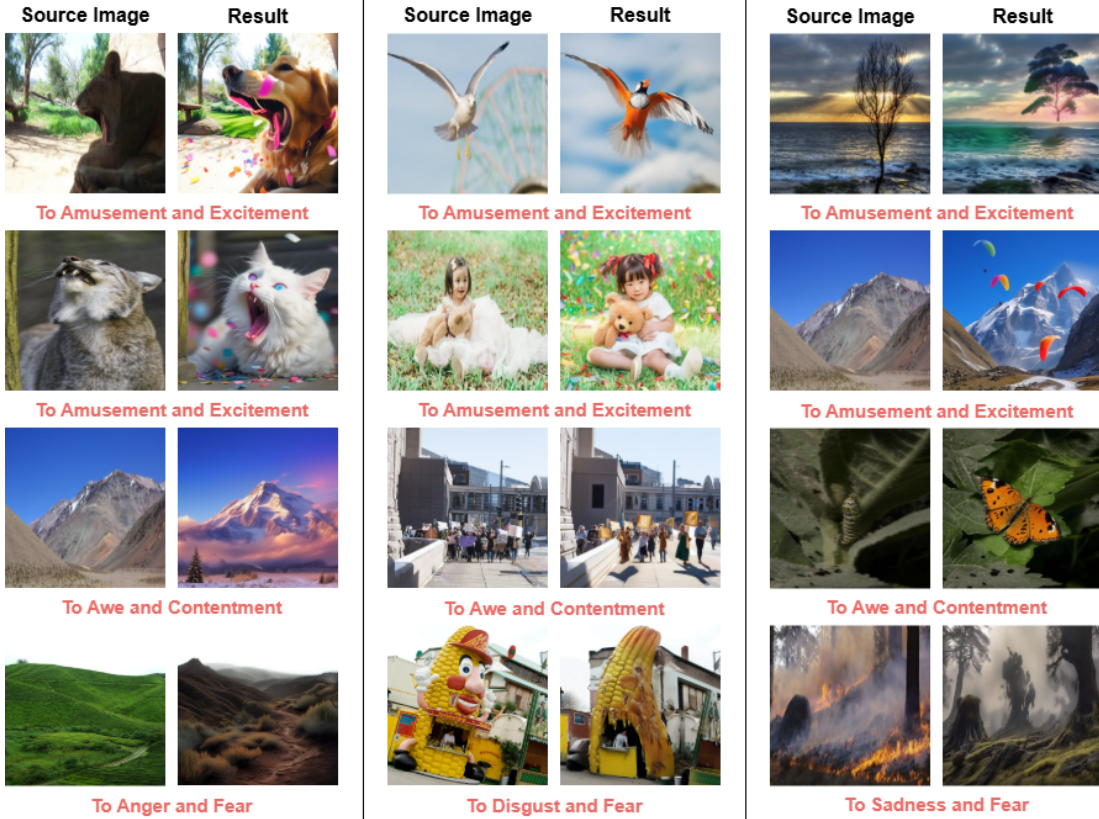 Source Image Result Source Image Result Source Image Result
To Amusement and Excitement To Amusement and Excitement To Amusement and Excitement
To Amusement and Excitement To Amusement and Excitement To Amusement and Excitement
To Awe and Contentment To Awe and Contentment To Awe and Contentment
To Anger and Fear To Disgust and Fear To Sadness and Fear